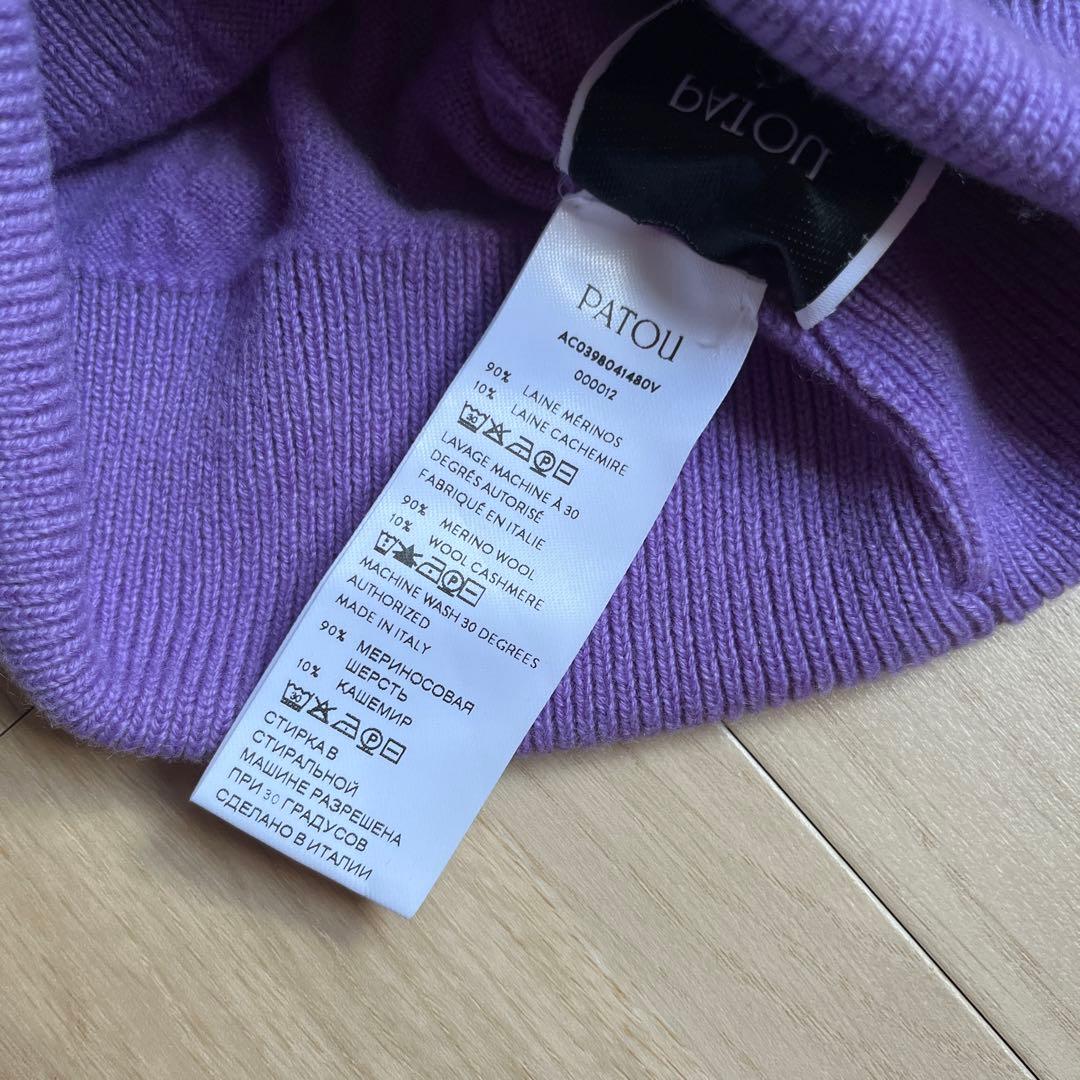 PATOU
PATOU
AC0398041480V
000012
90% LAINE MÉRINOS
10% LAINE CACHEMIRE
30 P
LAVAGE MACHINE À 30
DEGRÉS AUTORISÉ
FABRIQUÉ EN ITALIE
90% MERINO WOOL
10% WOOL CASHMERE
P
MACHINE WASH 30 DEGREES
AUTHORIZED
MADE IN ITALY
90% МЕРИНОСОВАЯ
ШЕРСТЬ
10% КАШЕМИР
30 P
СТИРКА В
СТИРАЛЬНОЙ
МАШИНЕ РАЗРЕШЕНА
ПРИ 30 ГРАДУСОВ
СДЕЛАНО В ИТАЛИИ